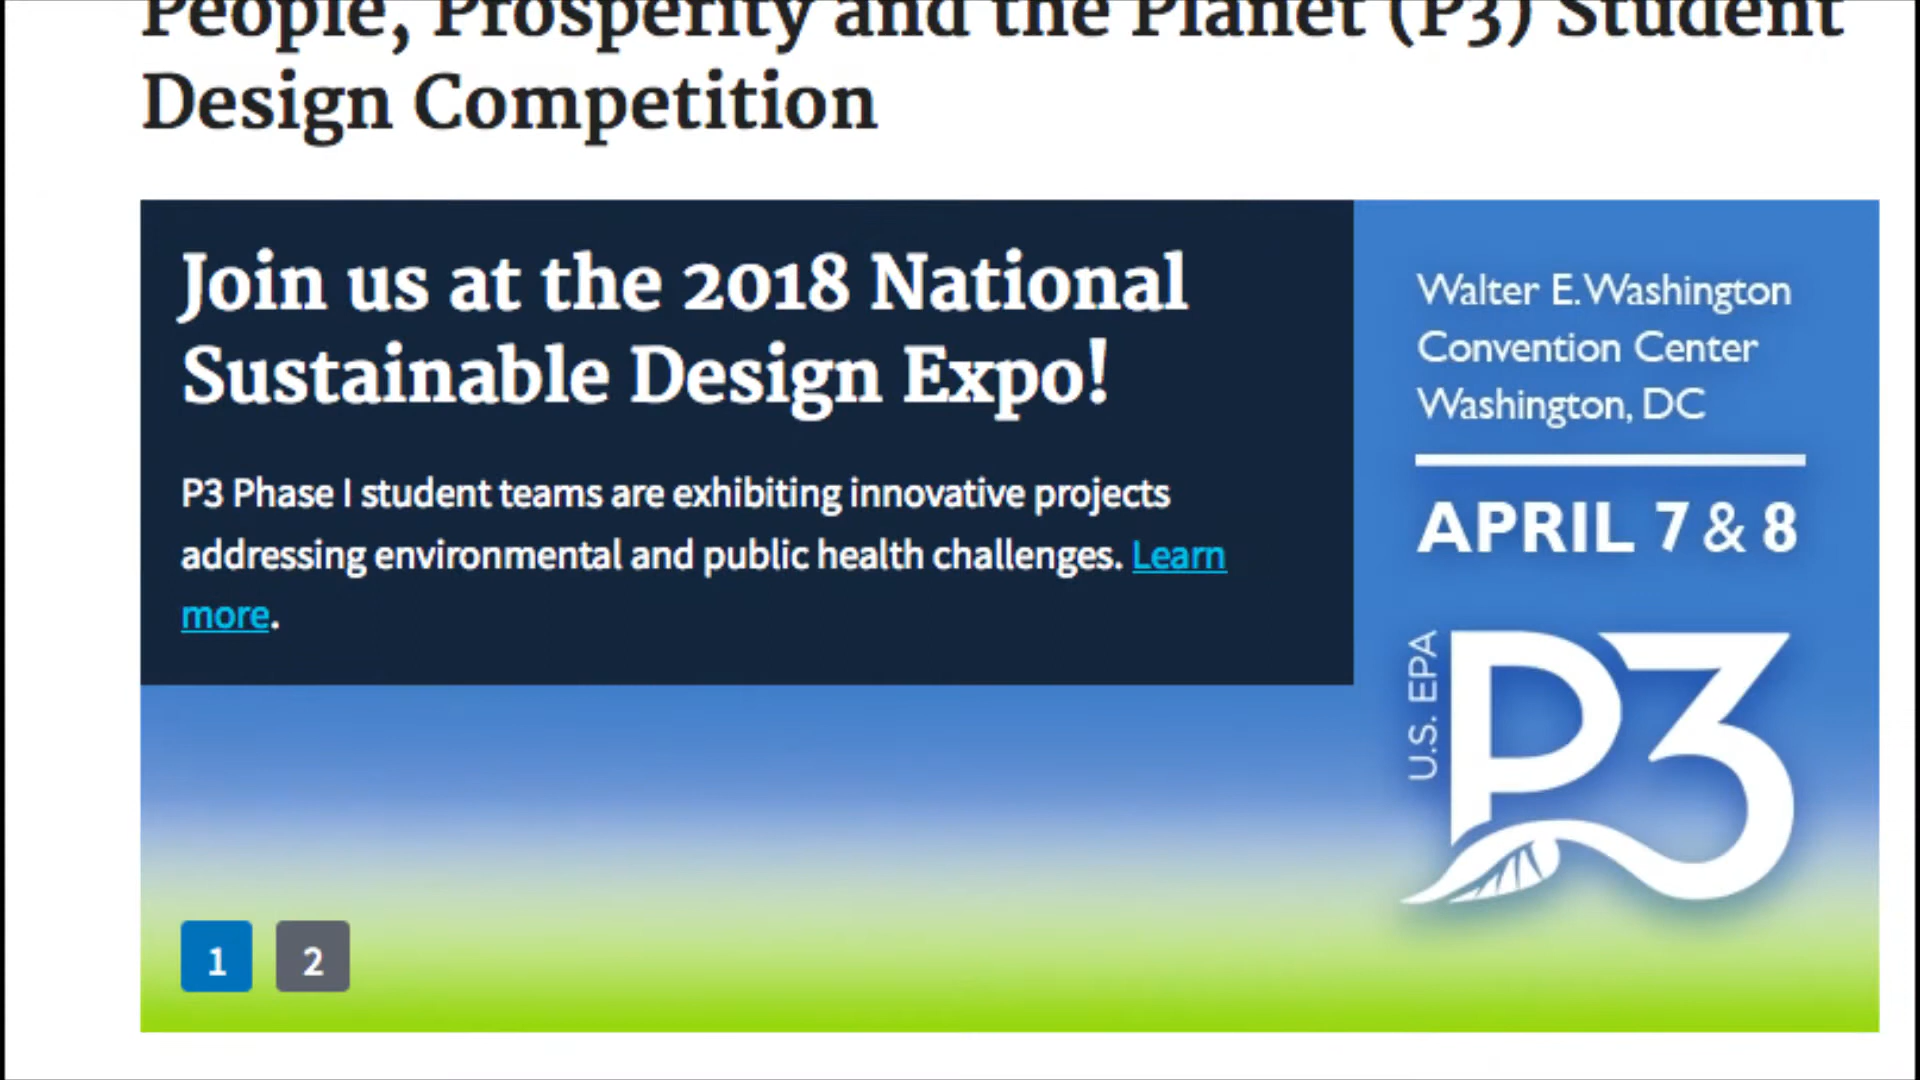 People, Prosperity and the Planet (P3) Student
Design Competition
Join us at the 2018 National
Sustainable Design Expo!
P3 Phase I student teams are exhibiting innovative projects
addressing environmental and public health challenges. Learn
more.
Walter E. Washington
Convention Center
Washington, DC
APRIL 7 & 8
U.S. EPA
P3
1
2